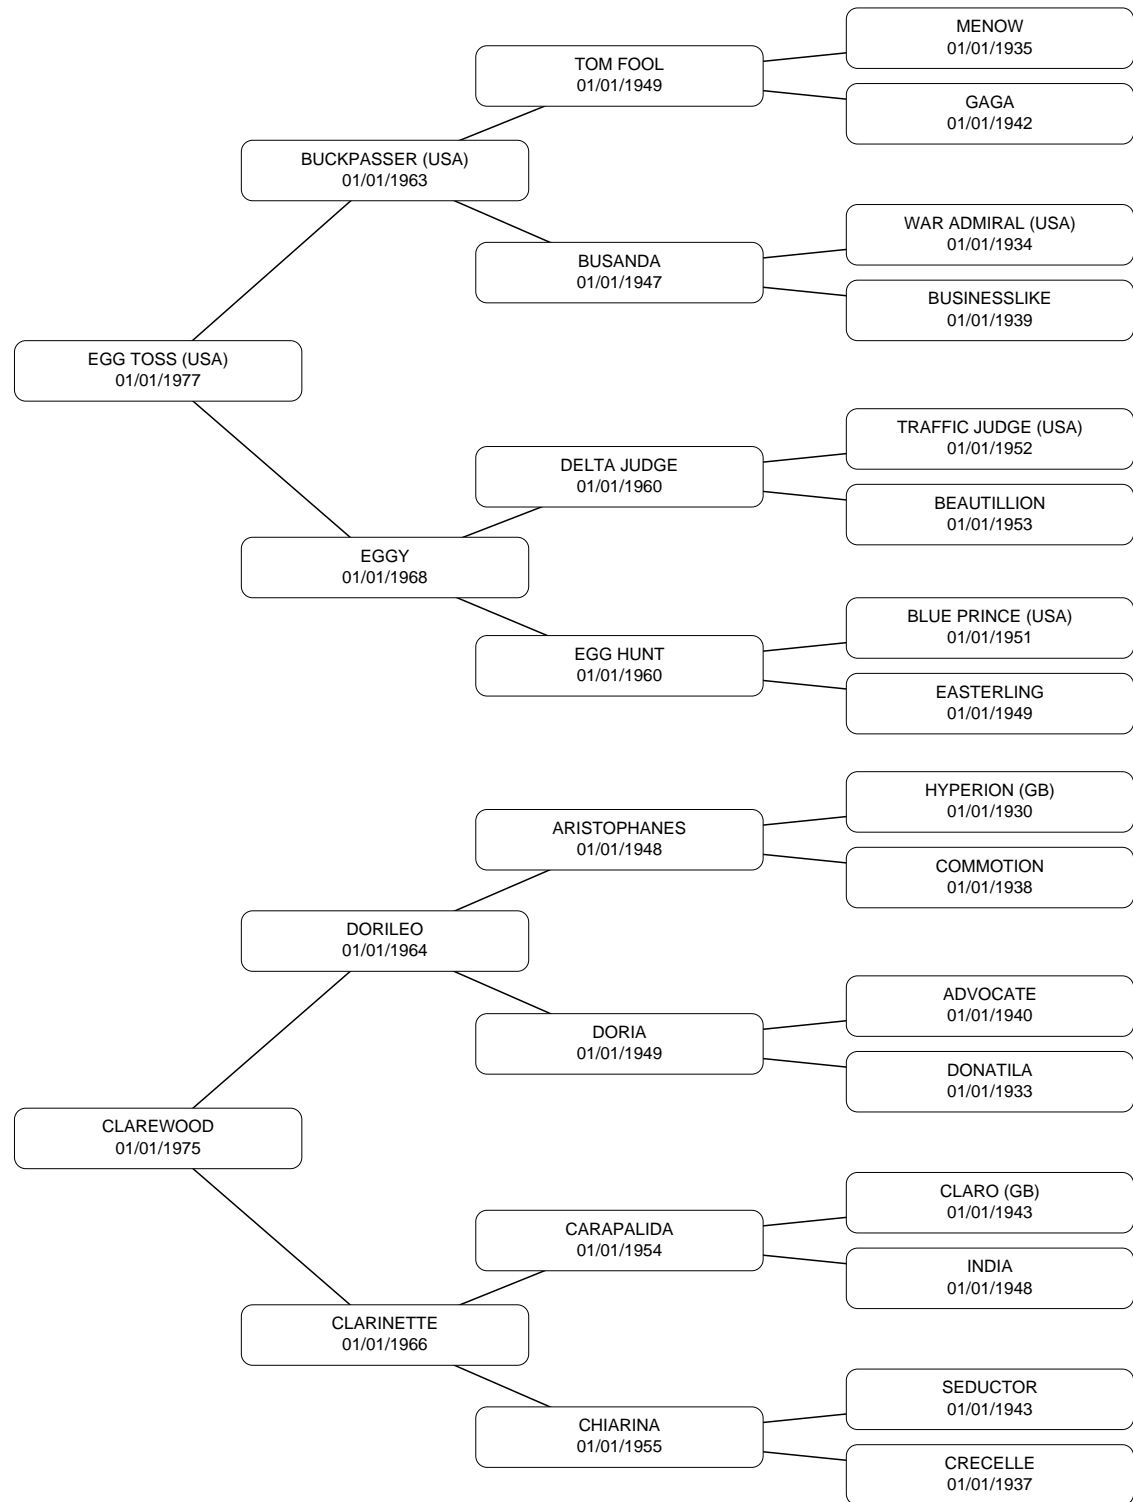 MENOW
01/01/1935
TOM FOOL
01/01/1949
GAGA
01/01/1942
BUCKPASSER (USA)
01/01/1963
WAR ADMIRAL (USA)
01/01/1934
BUSANDA
01/01/1947
BUSINESSLIKE
01/01/1939
EGG TOSS (USA)
01/01/1977
TRAFFIC JUDGE (USA)
01/01/1952
DELTA JUDGE
01/01/1960
BEAUTILLION
01/01/1953
EGGY
01/01/1968
BLUE PRINCE (USA)
01/01/1951
EGG HUNT
01/01/1960
EASTERLING
01/01/1949
HYPERION (GB)
01/01/1930
ARISTOPHANES
01/01/1948
COMMOTION
01/01/1938
DORILEO
01/01/1964
ADVOCATE
01/01/1940
DORIA
01/01/1949
DONATILA
01/01/1933
CLAREWOOD
01/01/1975
CLARO (GB)
01/01/1943
CARAPALIDA
01/01/1954
INDIA
01/01/1948
CLARINETTE
01/01/1966
SEDUCTOR
01/01/1943
CHIARINA
01/01/1955
CRECELLE
01/01/1937